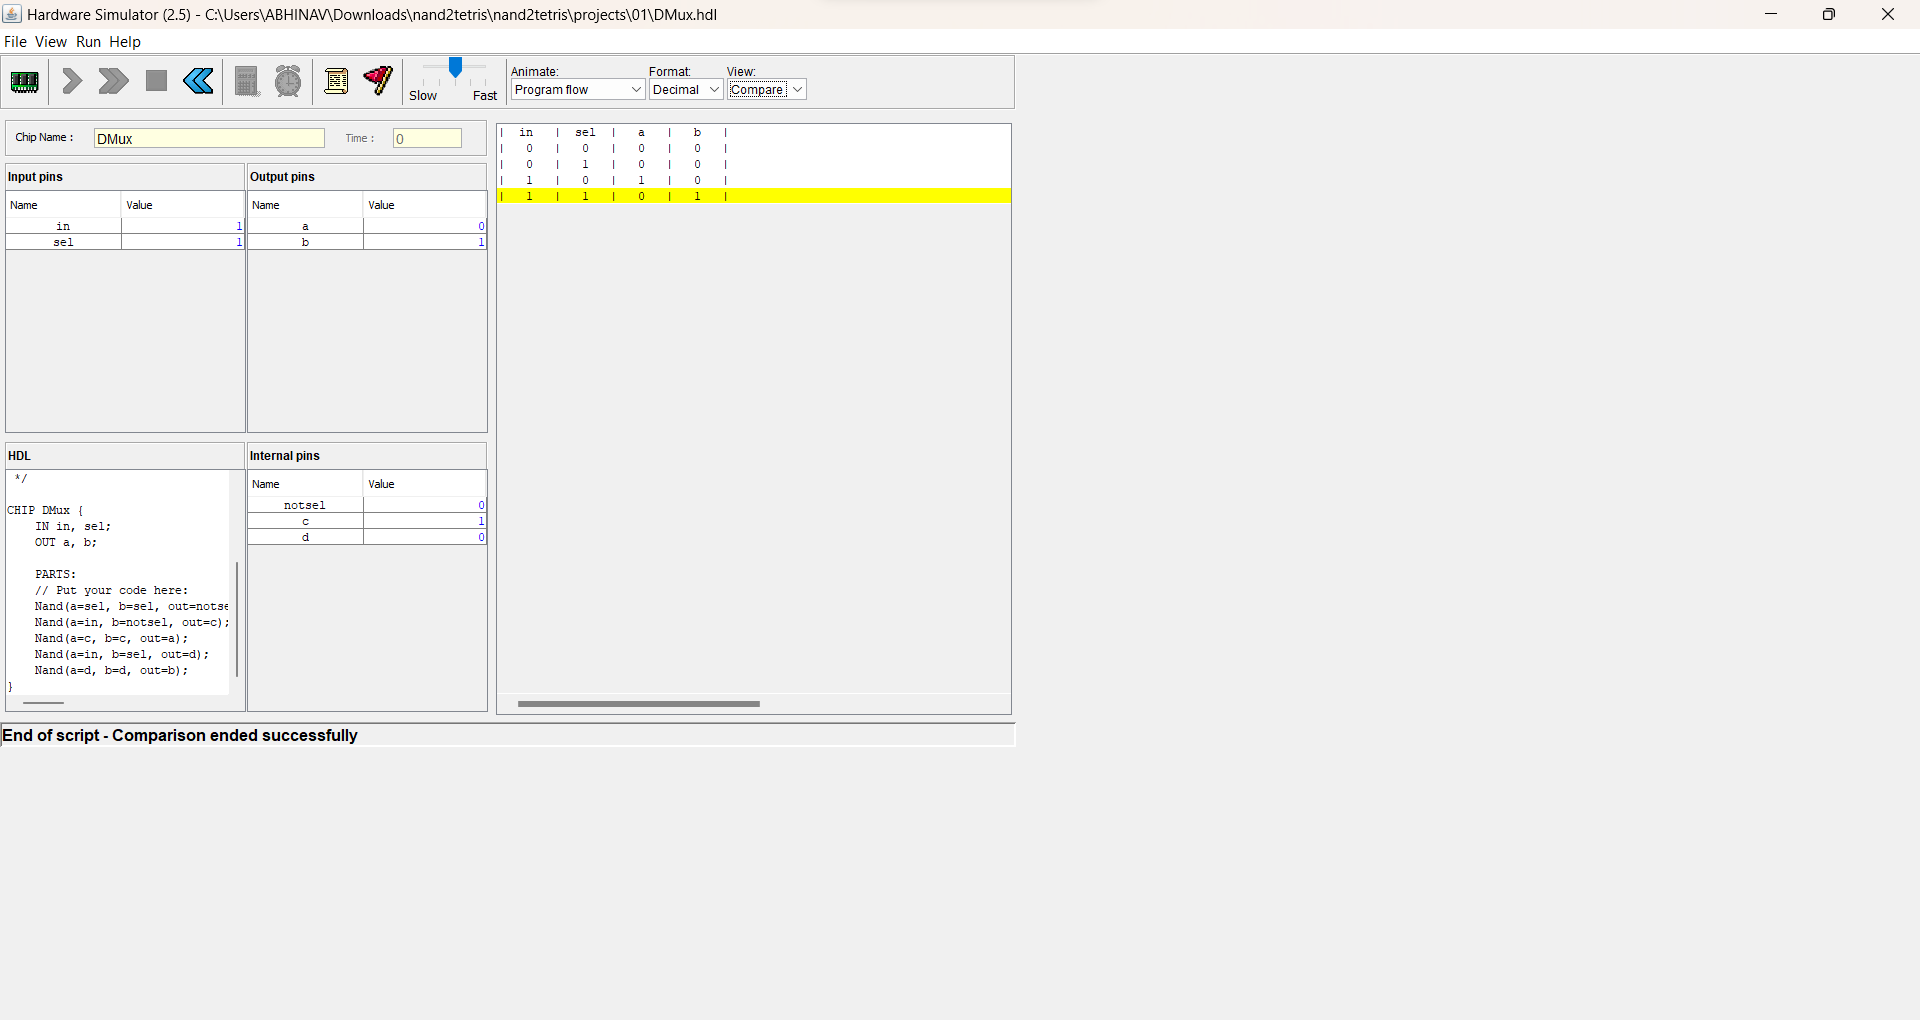 Hardware Simulator (2.5) - C:\Users\ABHINAV\Downloads\nand2tetris\nand2tetris\projects\01\DMux.hdl
File View Run Help
Slow Fast
Animate: Format: View:
Program flow Decimal Compare
Chip Name : DMux Time : 0
Input pins Output pins
Name Value Name Value
in 1 a 0
sel 1 b 1
| in | sel | a | b |
| 0 | 0 | 0 | 0 |
| 0 | 1 | 0 | 0 |
| 1 | 0 | 1 | 0 |
| 1 | 1 | 0 | 1 |
HDL
*/
CHIP DMux {
IN in, sel;
OUT a, b;
PARTS:
// Put your code here:
Nand(a=sel, b=sel, out=notse
Nand(a=in, b=notsel, out=c);
Nand(a=c, b=c, out=a);
Nand(a=in, b=sel, out=d);
Nand(a=d, b=d, out=b);
}
Internal pins
Name Value
notsel 0
c 1
d 0
End of script - Comparison ended successfully